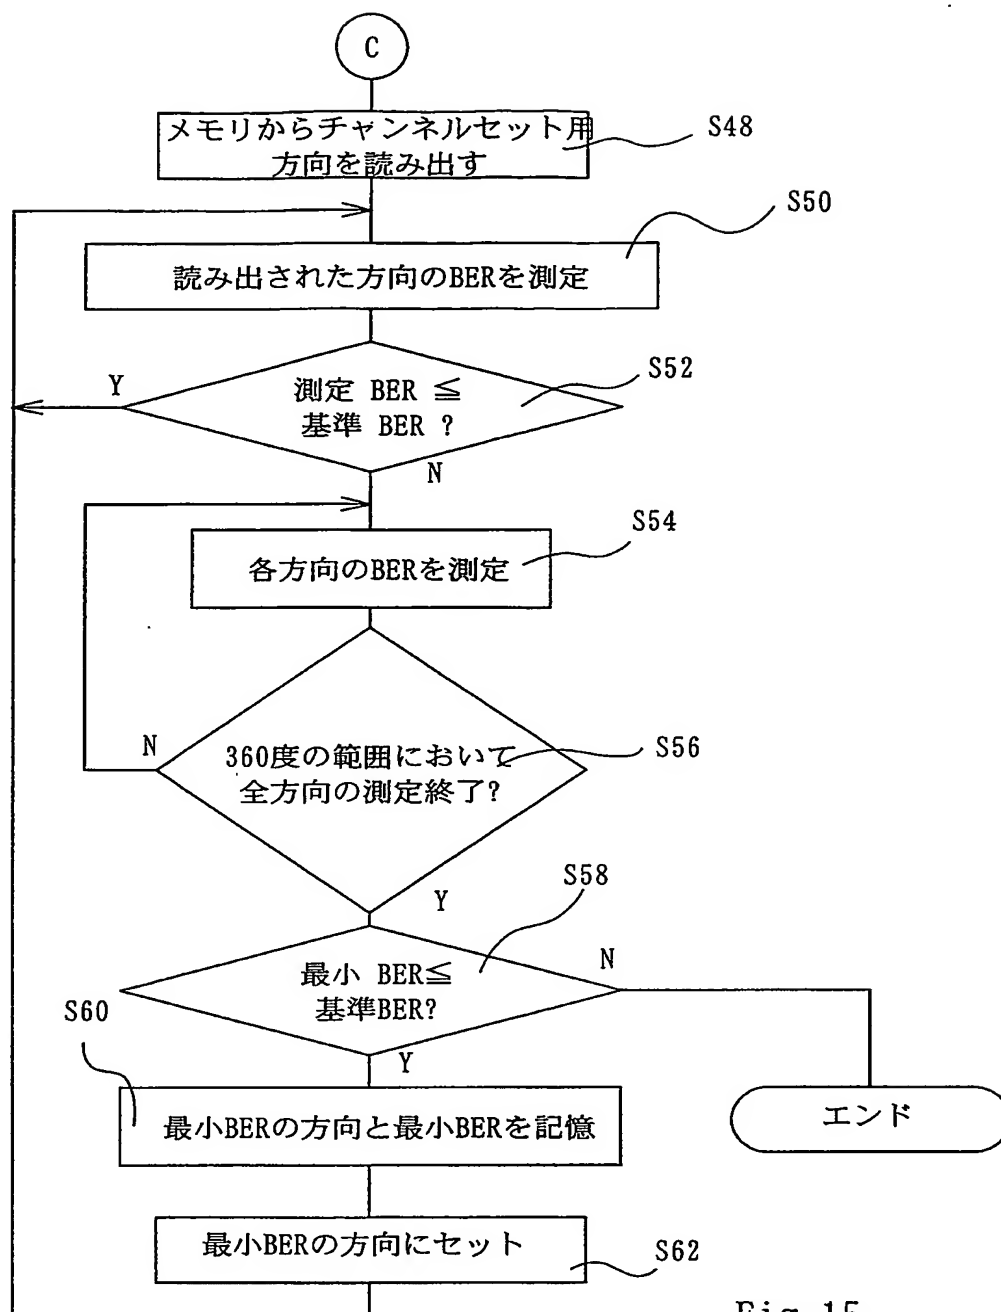 C
メモリからチャンネルセット用
方向を読み出す
S48
S50
読み出された方向のBERを測定
Y
測定 BER ≦
基準 BER ?
S52
N
S54
各方向のBERを測定
N
360度の範囲において
全方向の測定終了?
S56
Y
S58
最小 BER≦
基準BER?
N
S60
Y
最小BERの方向と最小BERを記憶
エンド
最小BERの方向にセット
S62
Fig.15